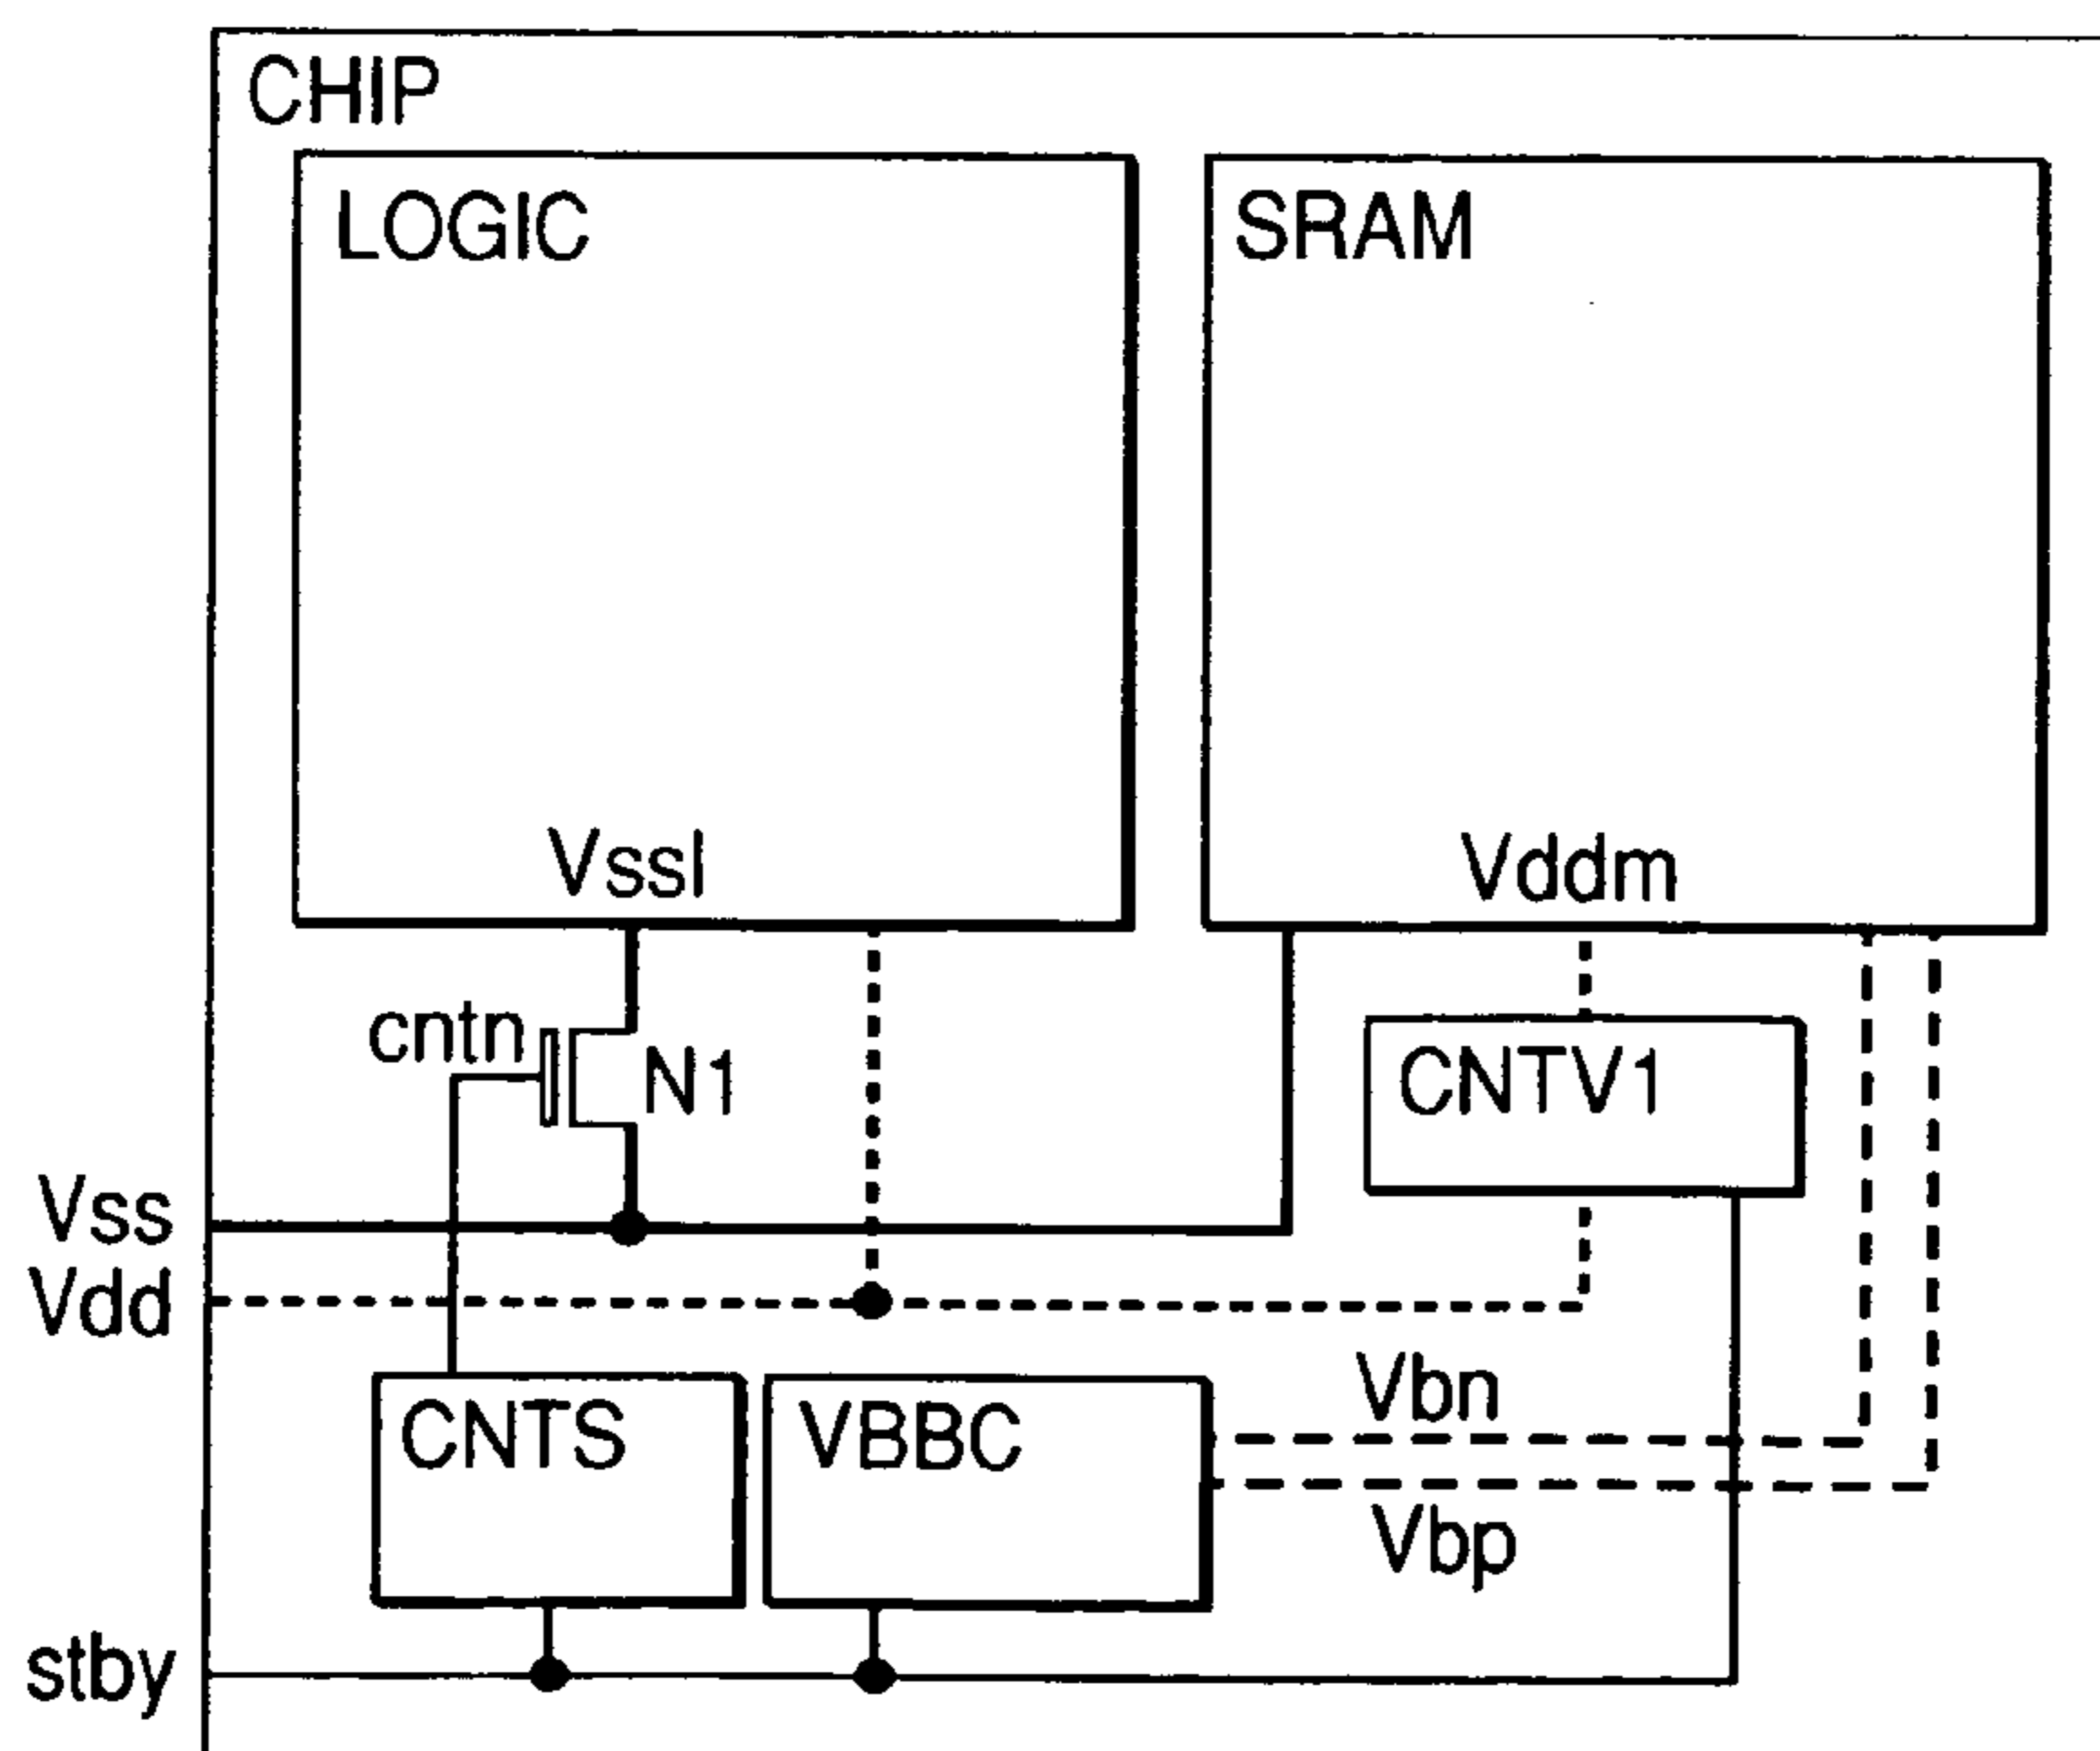 CHIP
LOGIC
SRAM
Vssl
Vddm
cntn
N1
CNTV1
Vss
Vdd
CNTS
VBBC
Vbn
Vbp
stby